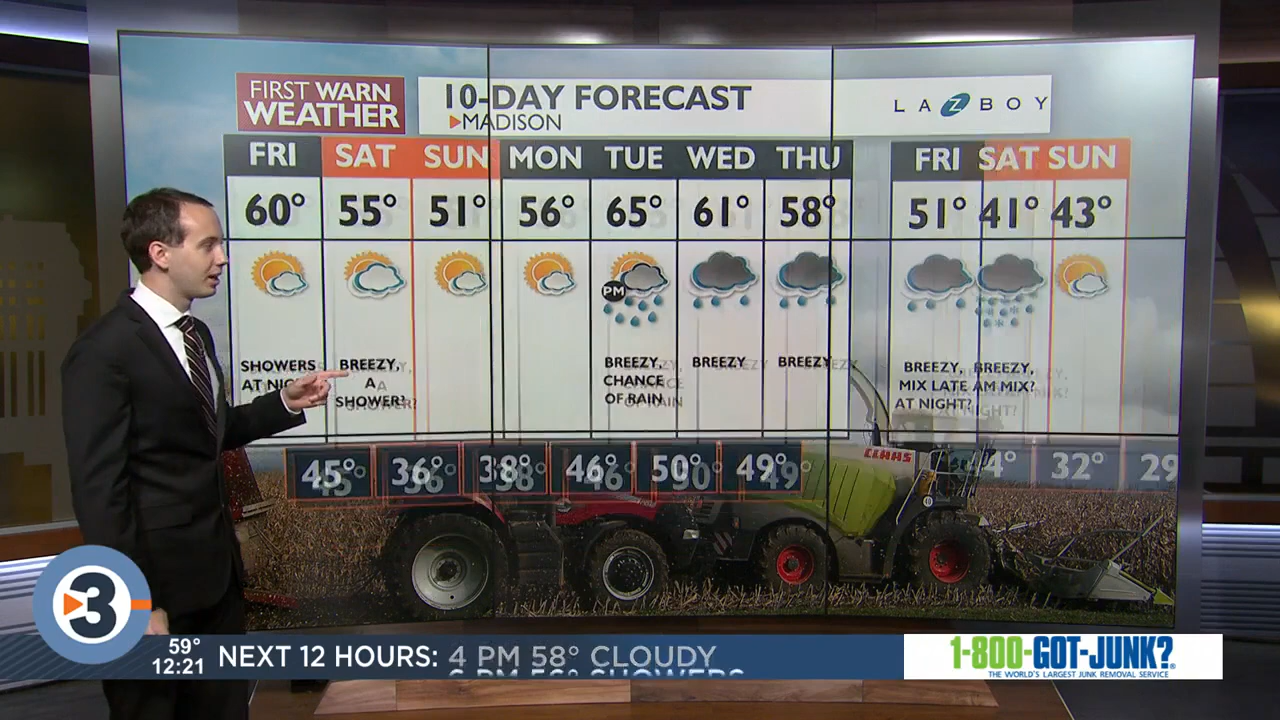 FIRST WARN
WEATHER
10-DAY FORECAST
MADISON
LA Z BOY
FRI SAT SUN MON TUE WED THU FRI SAT SUN
60° 55° 51° 56° 65° 61° 58° 51° 41° 43°
PM
SHOWERS BREEZY, BREEZY, BREEZY BREEZY BREEZY, BREEZY,
AT A CHANCE MIX LATE AM MIX?
SHOWER? OF RAIN AT NIGHT?
45° 36° 38° 46° 50° 49° 32° 29
CLAAS
3
59°
12:21
NEXT 12 HOURS: 4 PM 58° CLOUDY
1-800-GOT-JUNK?
THE WORLD'S LARGEST JUNK REMOVAL SERVICE